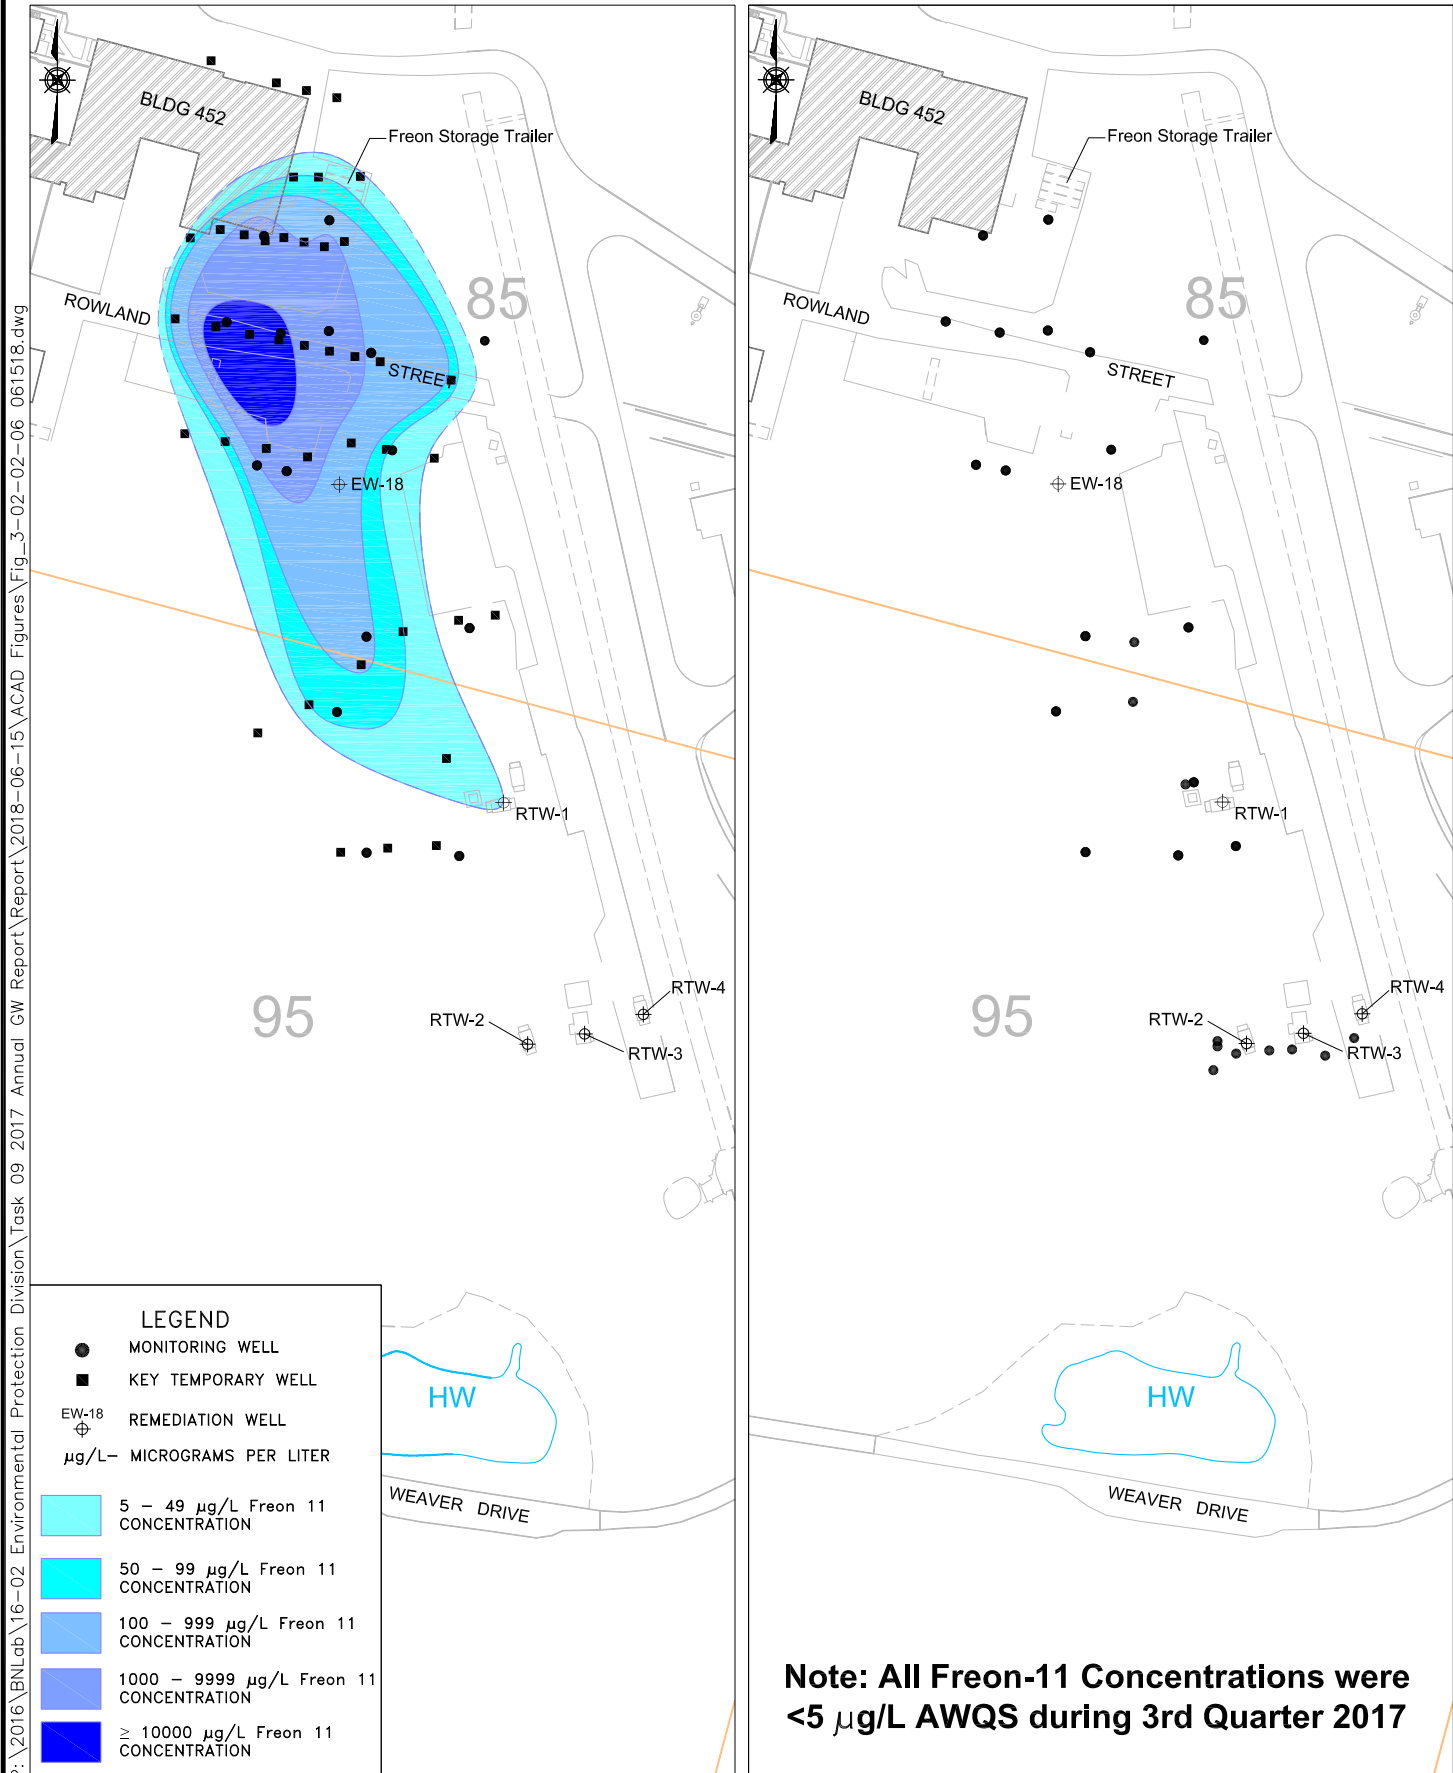 P:\2016\BNLab\16-02 Environmental Protection Division\Task 09 2017 Annual GW Report\Report\2018-06-15\ACAD Figures\Fig_3-02-02-06 061518.dwg
BLDG 452
Freon Storage Trailer
85
ROWLAND
STREET
EW-18
RTW-1
95
RTW-4
RTW-2
RTW-3
HW
WEAVER DRIVE
LEGEND
MONITORING WELL
KEY TEMPORARY WELL
EW-18
REMEDIATION WELL
µg/L- MICROGRAMS PER LITER
5 - 49 µg/L Freon 11
CONCENTRATION
50 - 99 µg/L Freon 11
CONCENTRATION
100 - 999 µg/L Freon 11
CONCENTRATION
1000 - 9999 µg/L Freon 11
CONCENTRATION
≥ 10000 µg/L Freon 11
CONCENTRATION
BLDG 452
Freon Storage Trailer
85
ROWLAND
STREET
EW-18
RTW-1
95
RTW-4
RTW-2
RTW-3
HW
WEAVER DRIVE
Note: All Freon-11 Concentrations were
<5 µg/L AWQS during 3rd Quarter 2017